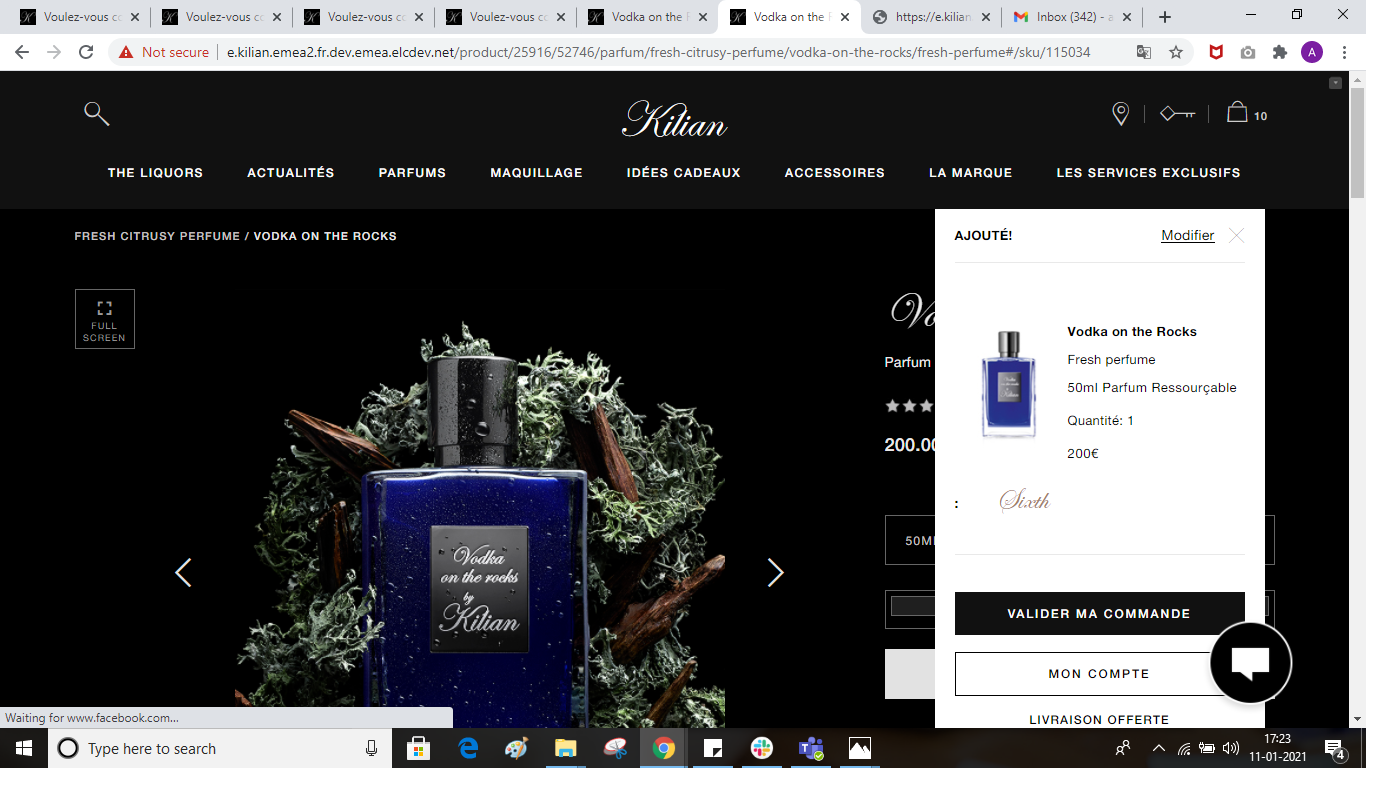 Voulez-vous co
Voulez-vous co
Voulez-vous co
Voulez-vous co
Vodka on the R
Vodka on the R
https://e.kilian
Inbox (342) - a
Not secure
e.kilian.emea2.fr.dev.emea.elcdev.net/product/25916/52746/parfum/fresh-citrusy-perfume/vodka-on-the-rocks/fresh-perfume#/sku/115034
A
Kilian
10
THE LIQUORS ACTUALITÉS PARFUMS MAQUILLAGE IDÉES CADEAUX ACCESSOIRES LA MARQUE LES SERVICES EXCLUSIFS
FRESH CITRUSY PERFUME / VODKA ON THE ROCKS
FULL
SCREEN
Vodka
on the rocks
by
Kilian
Vo
Parfum
200.00
50M
AJOUTÉ!
Modifier
Vodka on the Rocks
Fresh perfume
50ml Parfum Ressourçable
Quantité: 1
200€
: Sixth
VALIDER MA COMMANDE
MON COMPTE
LIVRAISON OFFERTE
Waiting for www.facebook.com...
Type here to search
17:23
11-01-2021
4